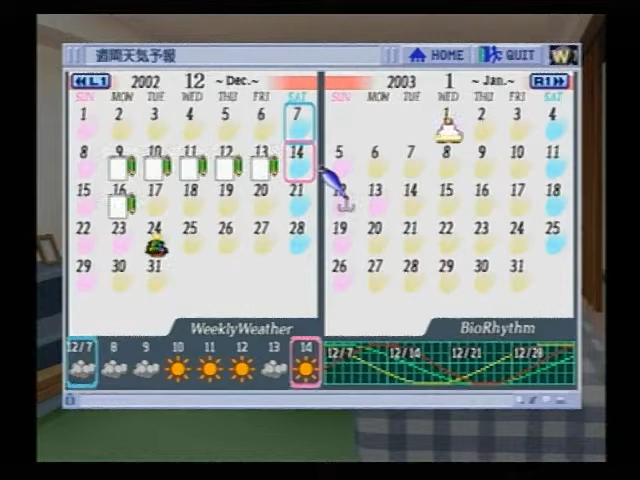 週間天気予報 HOME QUIT W
L1 2002 12 ~Dec.~ 2003 1 ~Jan.~ R1
SUN MON TUE WED THU FRI SAT SUN MON TUE WED THU FRI SAT
1 2 3 4 5 6 7 1 2 3 4
8 9 10 11 12 13 14 5 6 7 8 9 10 11
15 16 17 18 19 20 21 12 13 14 15 16 17 18
22 23 24 25 26 27 28 19 20 21 22 23 24 25
29 30 31 26 27 28 29 30 31
WeeklyWeather BioRhythm
12/7 8 9 10 11 12 13 14 12/7 12/14 12/21 12/28